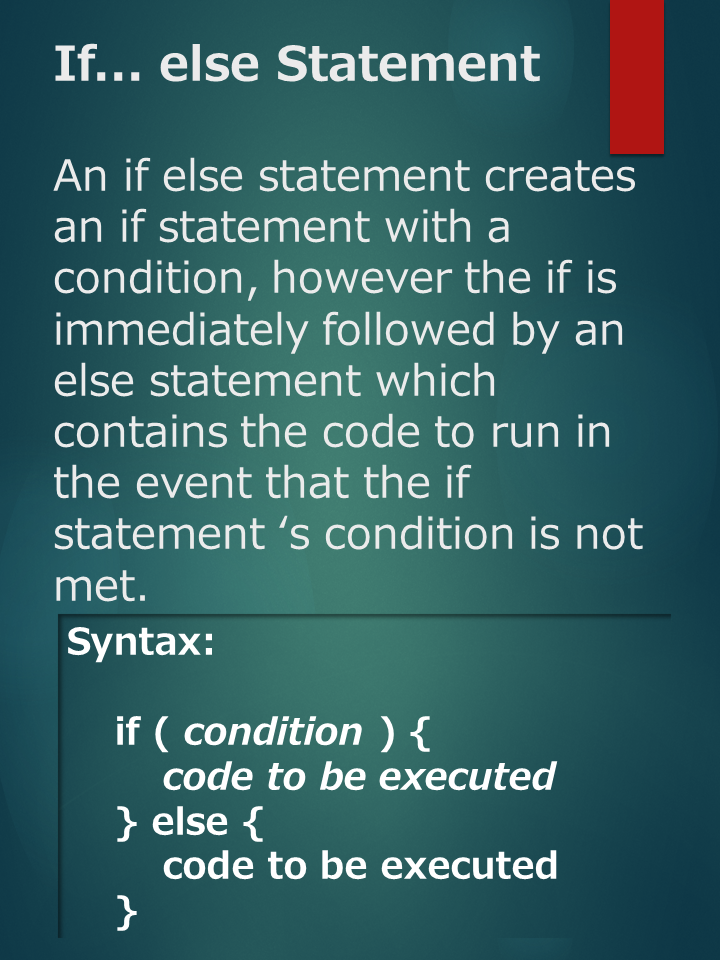 If... else Statement
An if else statement creates
an if statement with a
condition, however the if is
immediately followed by an
else statement which
contains the code to run in
the event that the if
statement ‘s condition is not
met.
Syntax:
if ( condition ) {
code to be executed
} else {
code to be executed
}